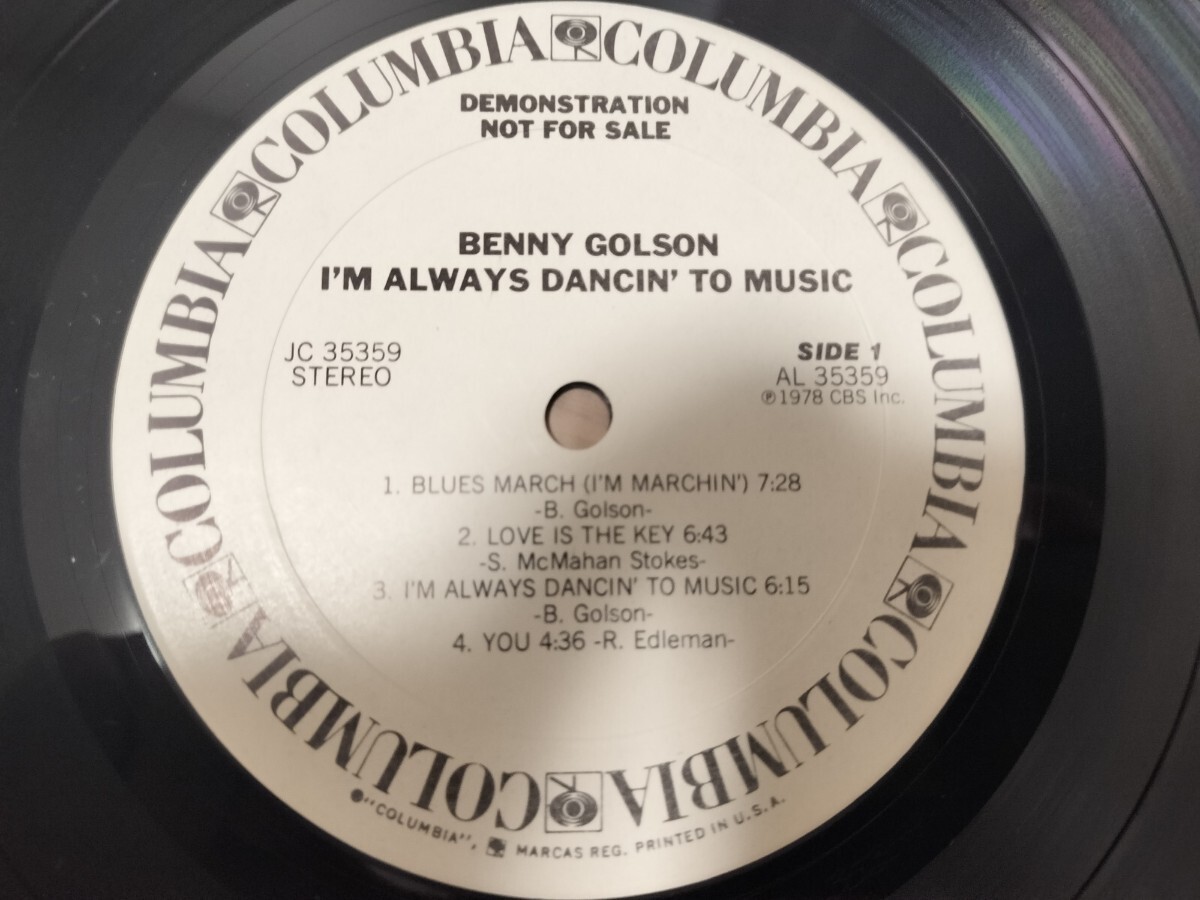 COLUMBIA COLUMBIA COLUMBIA COLUMBIA COLUMBIA COLUMBIA
DEMONSTRATION
NOT FOR SALE
BENNY GOLSON
I'M ALWAYS DANCIN' TO MUSIC
JC 35359
STEREO
SIDE 1
AL 35359
℗1978 CBS Inc.
1. BLUES MARCH (I'M MARCHIN') 7:28
-B. Golson-
2. LOVE IS THE KEY 6:43
-S. McMahan Stokes-
3. I'M ALWAYS DANCIN' TO MUSIC 6:15
-B. Golson-
4. YOU 4:36 -R. Edleman-
"COLUMBIA", MARCAS REG. PRINTED IN U.S.A.